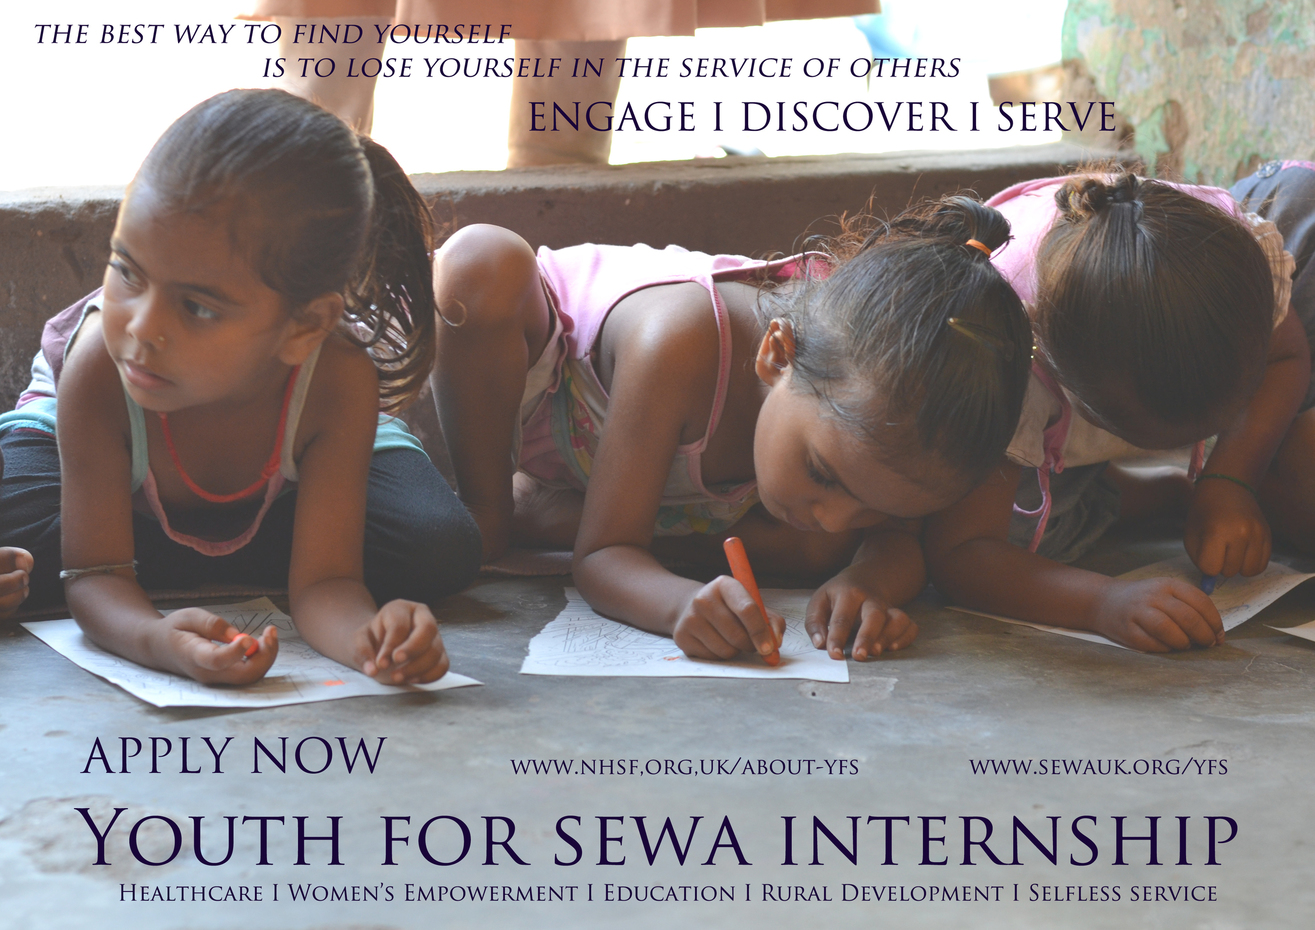 THE BEST WAY TO FIND YOURSELF
IS TO LOSE YOURSELF IN THE SERVICE OF OTHERS
ENGAGE I DISCOVER I SERVE
APPLY NOW
WWW.NHSF,ORG,UK/ABOUT-YFS
WWW.SEWAUK.ORG/YFS
YOUTH FOR SEWA INTERNSHIP
HEALTHCARE I WOMEN'S EMPOWERMENT I EDUCATION I RURAL DEVELOPMENT I SELFLESS SERVICE